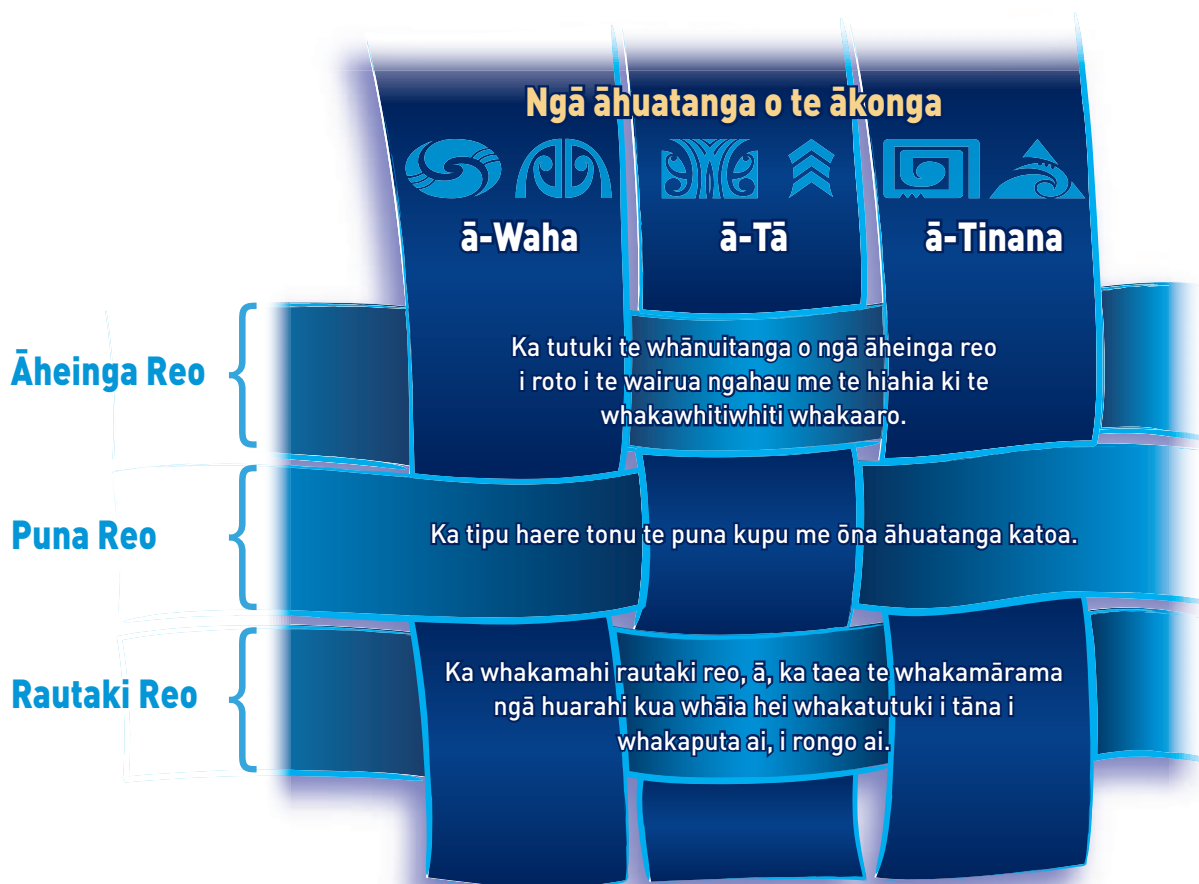 Ngā āhuatanga o te ākonga
ā-Waha
ā-Tā
ā-Tinana
Āheinga Reo
Ka tutuki te whānuitanga o ngā āheinga reo
i roto i te wairua ngahau me te hiahia ki te
whakawhitiwhiti whakaaro.
Puna Reo
Ka tipu haere tonu te puna kupu me ōna āhuatanga katoa.
Rautaki Reo
Ka whakamahi rautaki reo, ā, ka taea te whakamārama
ngā huarahi kua whāia hei whakatutuki i tāna i
whakaputa ai, i rongo ai.